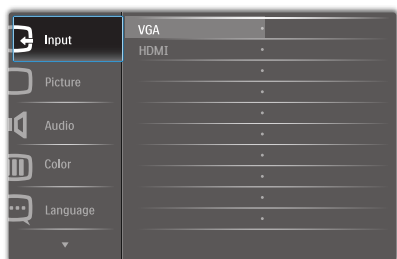 Input
Picture
Audio
Color
Language
VGA
HDMI